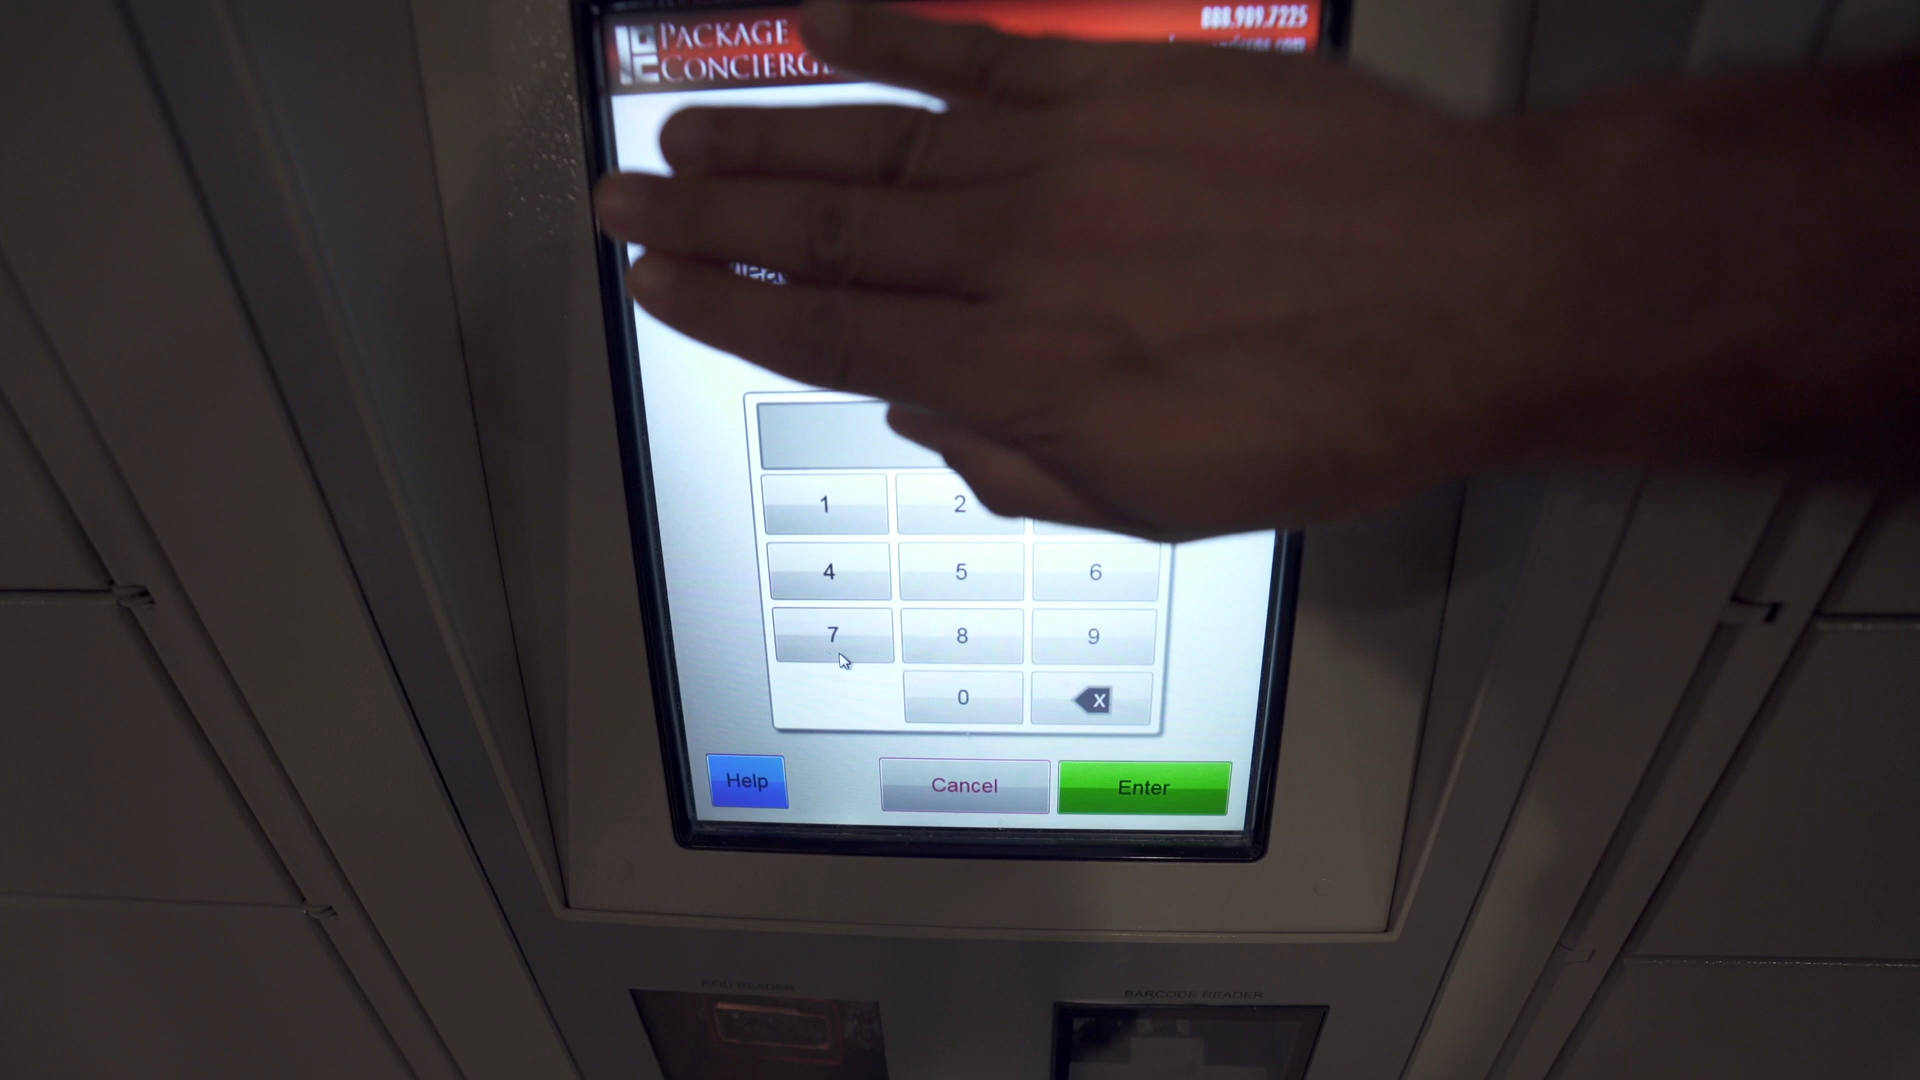 PACKAGE
CONCIERGE
888.989.7225
1 2
4 5 6
7 8 9
0 X
Help Cancel Enter
RFID READER BARCODE READER